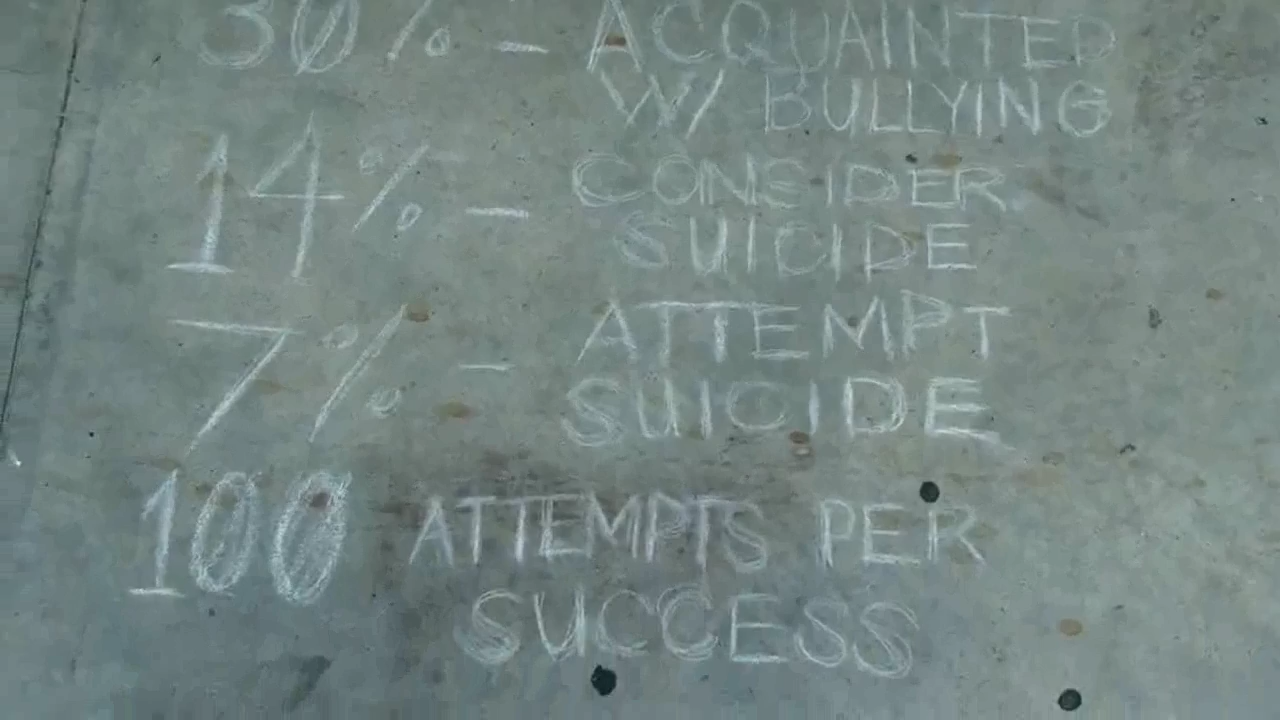 30% - ACQUAINTED
W/ BULLYING
14% - CONSIDER
SUICIDE
7% - ATTEMPT
SUICIDE
100 ATTEMPTS PER
SUCCESS